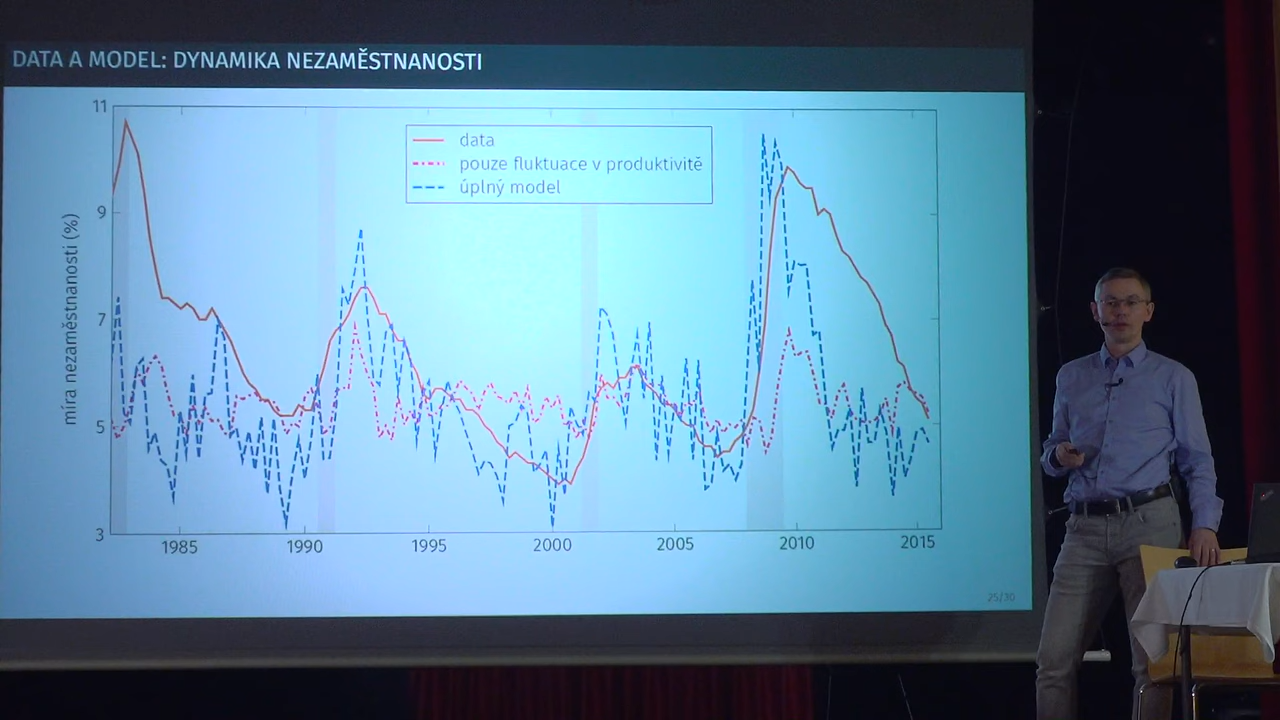 DATA A MODEL: DYNAMIKA NEZAMĚSTNANOSTI
11
9
7
5
3
míra nezaměstnanosti (%)
data
pouze fluktuace v produktivitě
úplný model
1985
1990
1995
2000
2005
2010
2015
25/30